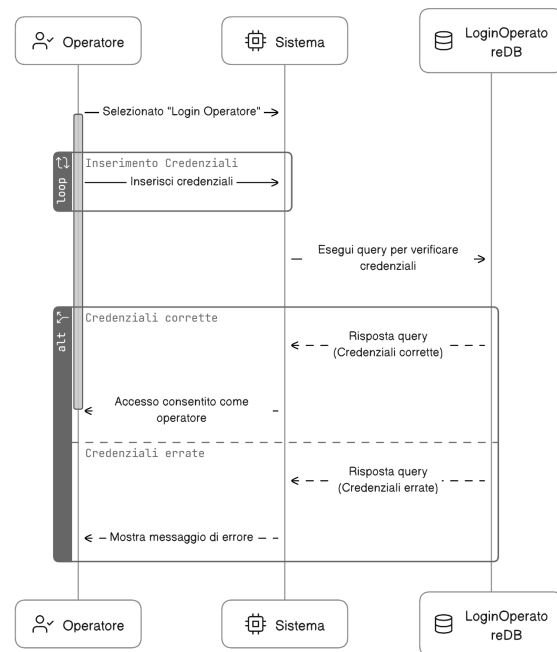 Operatore
Sistema
LoginOperato
reDB
Selezionato "Login Operatore"
loop
Inserimento Credenziali
Inserisci credenziali
Esegui query per verificare
credenziali
alt
Credenziali corrette
Risposta query
(Credenziali corrette)
Accesso consentito come
operatore
Credenziali errate
Risposta query
(Credenziali errate)
Mostra messaggio di errore
Operatore
Sistema
LoginOperato
reDB